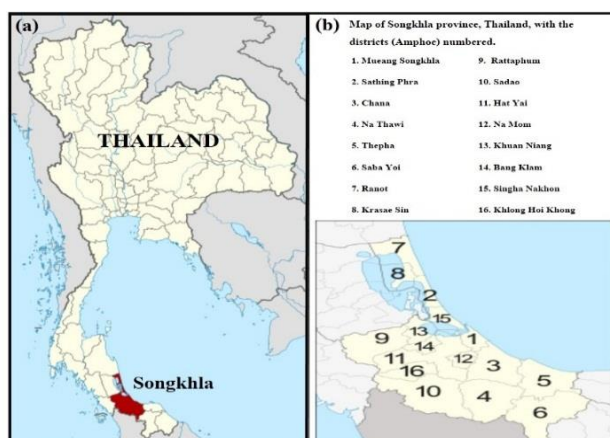 (a)
THAILAND
Songkhla
(b) Map of Songkhla province, Thailand, with the
districts (Amphoe) numbered.
1. Mueang Songkhla
2. Sathing Phra
3. Chana
4. Na Thawi
5. Thepha
6. Saba Yoi
7. Ranot
8. Krasae Sin
9. Rattaphum
10. Sadao
11. Hat Yai
12. Na Mom
13. Khuan Niang
14. Bang Klam
15. Singha Nakhon
16. Khlong Hoi Khong
7
8
2
15
13
1
9
14
11
12
3
16
5
10
4
6